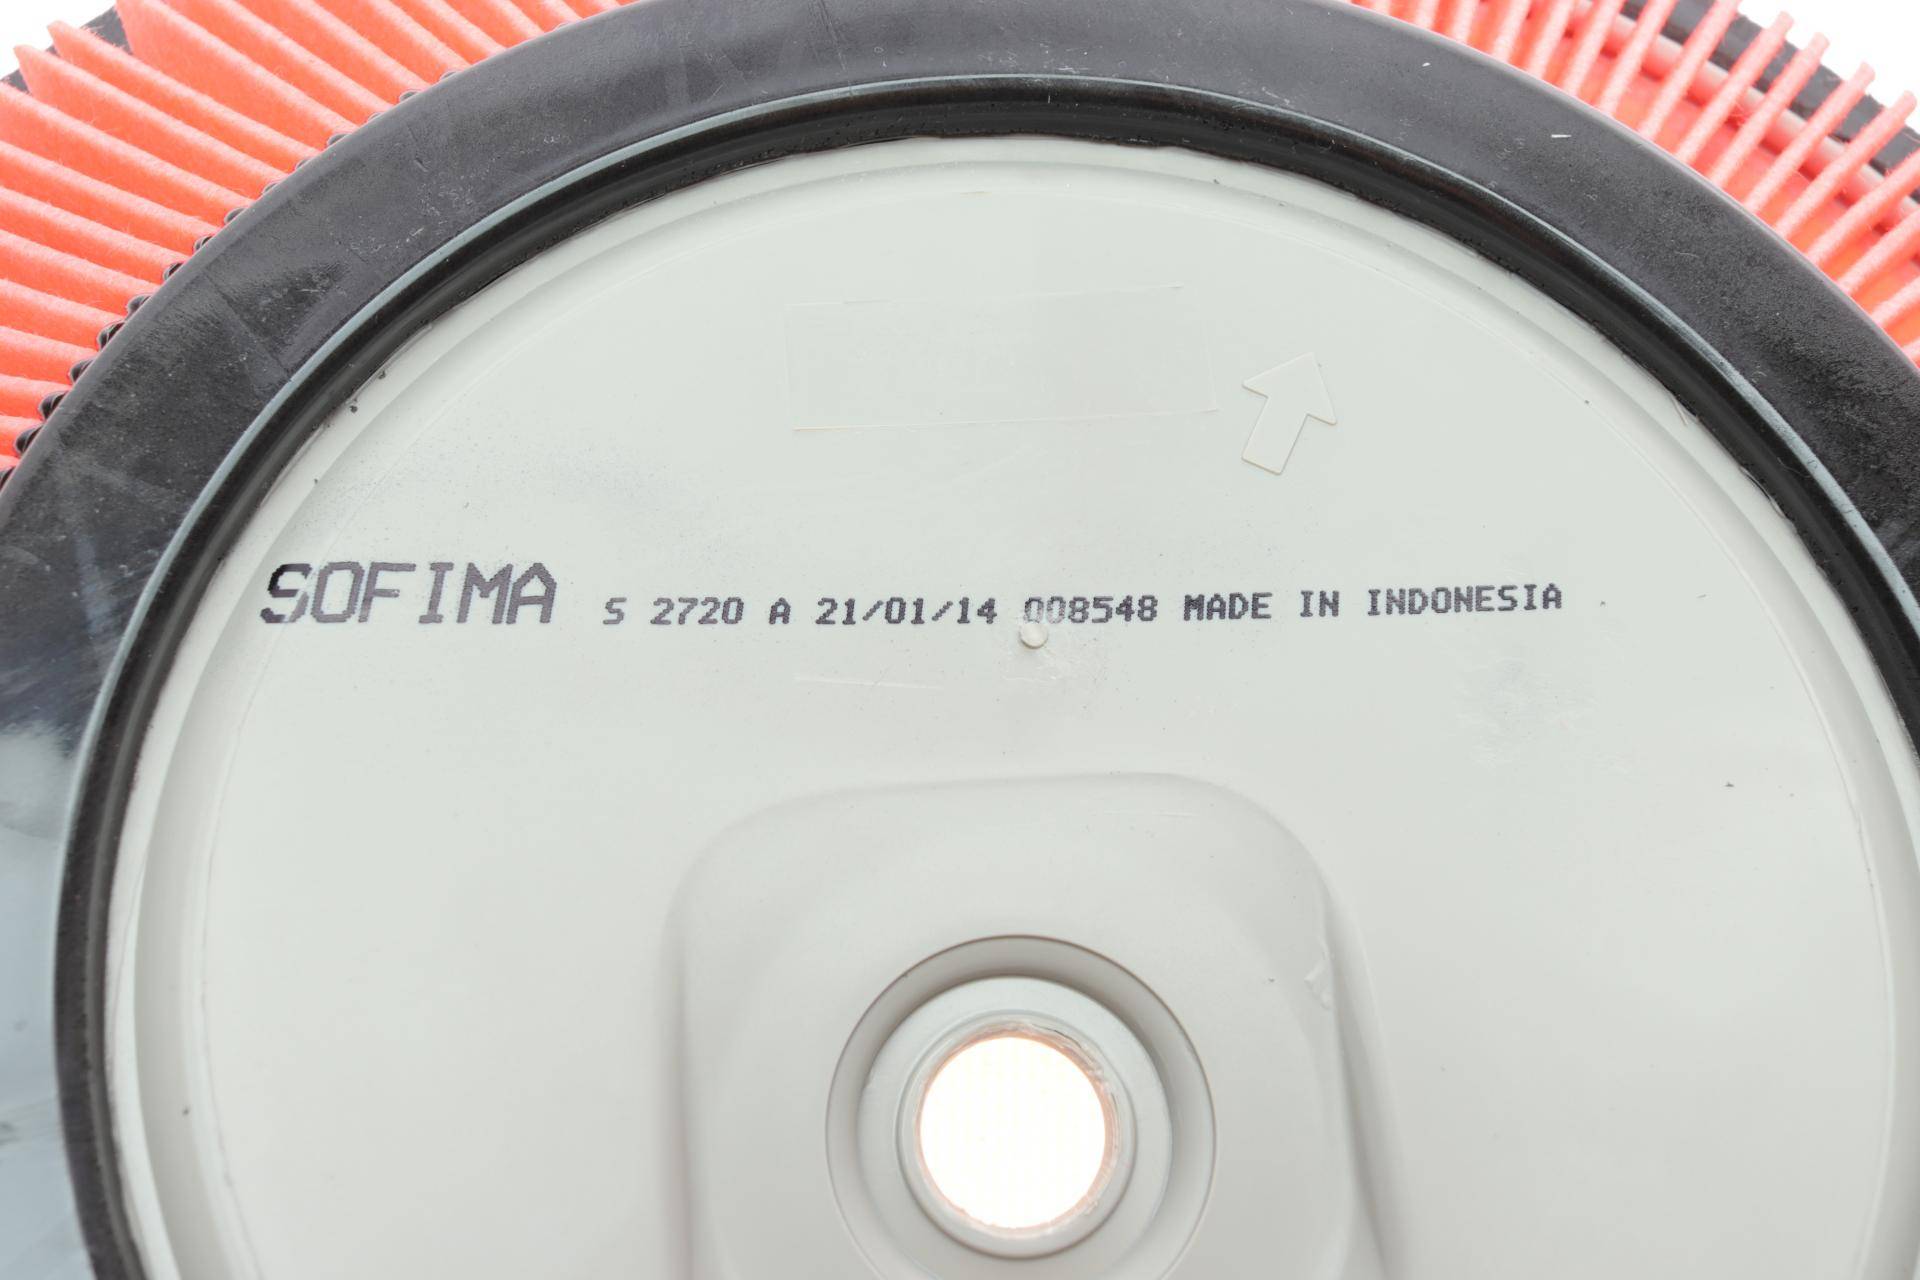 SOFIMA S 2720 A 21/01/14 008548 MADE IN INDONESIA